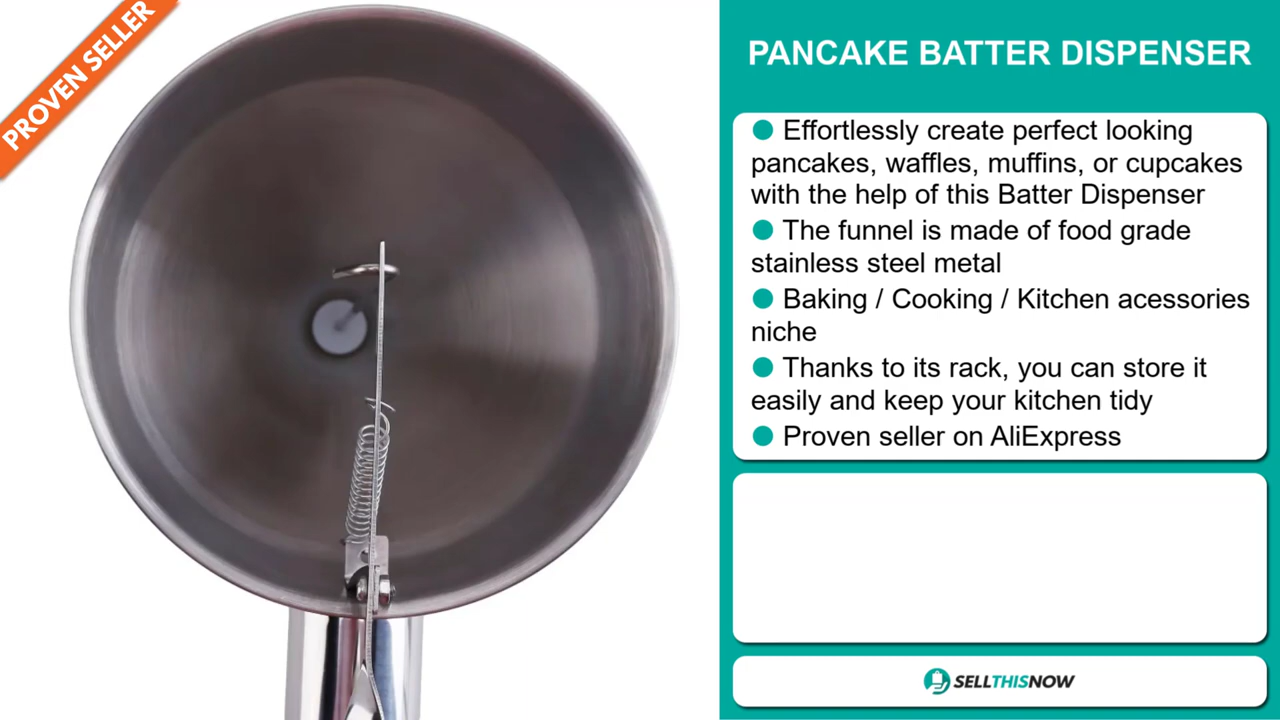 PROVEN SELLER
PANCAKE BATTER DISPENSER
● Effortlessly create perfect looking
pancakes, waffles, muffins, or cupcakes
with the help of this Batter Dispenser
● The funnel is made of food grade
stainless steel metal
● Baking / Cooking / Kitchen acessories
niche
● Thanks to its rack, you can store it
easily and keep your kitchen tidy
● Proven seller on AliExpress
SELLTHISNOW